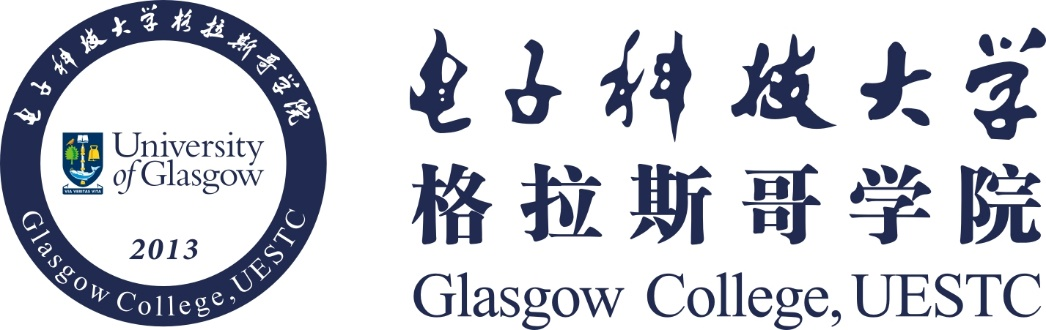 电子科技大学格拉斯哥学院
University
of Glasgow
2013
Glasgow College, UESTC
电子科技大学
格拉斯哥学院
Glasgow College, UESTC